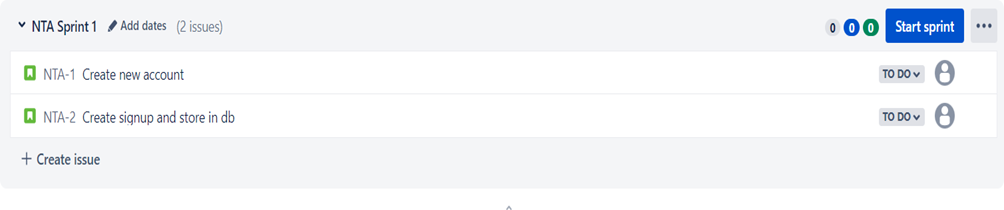 NTA Sprint 1 Add dates (2 issues) 0 0 0 Start sprint
NTA-1 Create new account TO DO
NTA-2 Create signup and store in db TO DO
+ Create issue